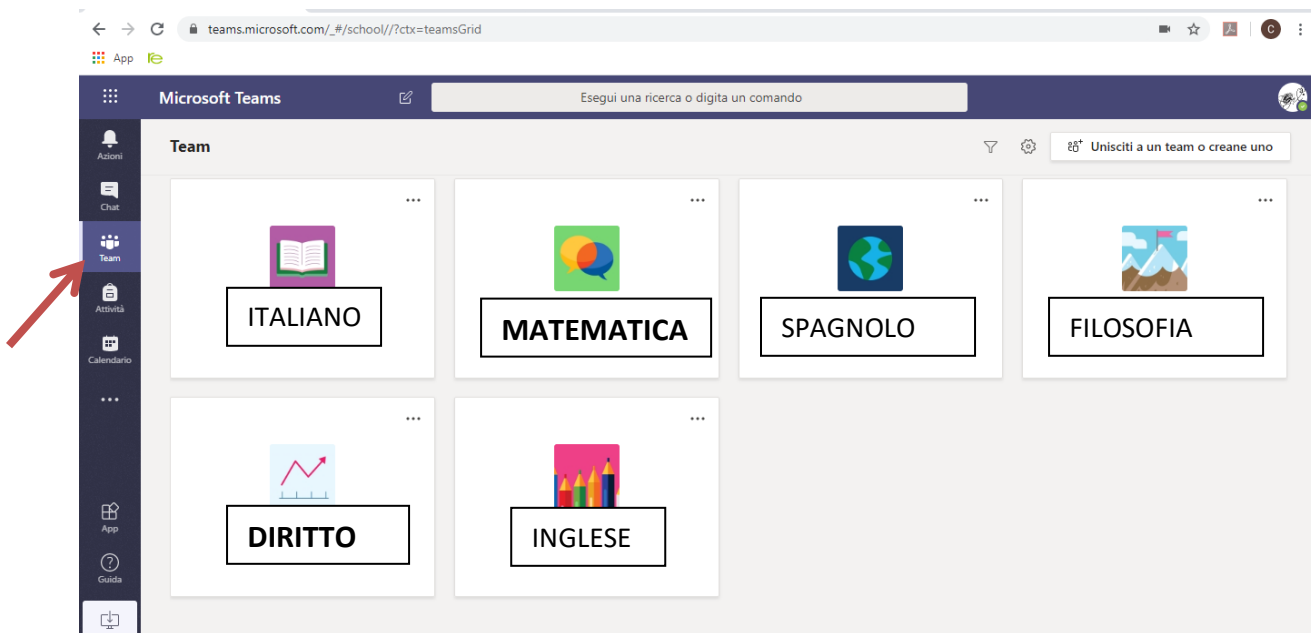 teams.microsoft.com/_#/school//?ctx=teamsGrid
C
App
re
Microsoft Teams
Esegui una ricerca o digita un comando
Azioni
Chat
Team
Attività
Calendario
App
Guida
Team
Unisciti a un team o creane uno
ITALIANO
MATEMATICA
SPAGNOLO
FILOSOFIA
DIRITTO
INGLESE